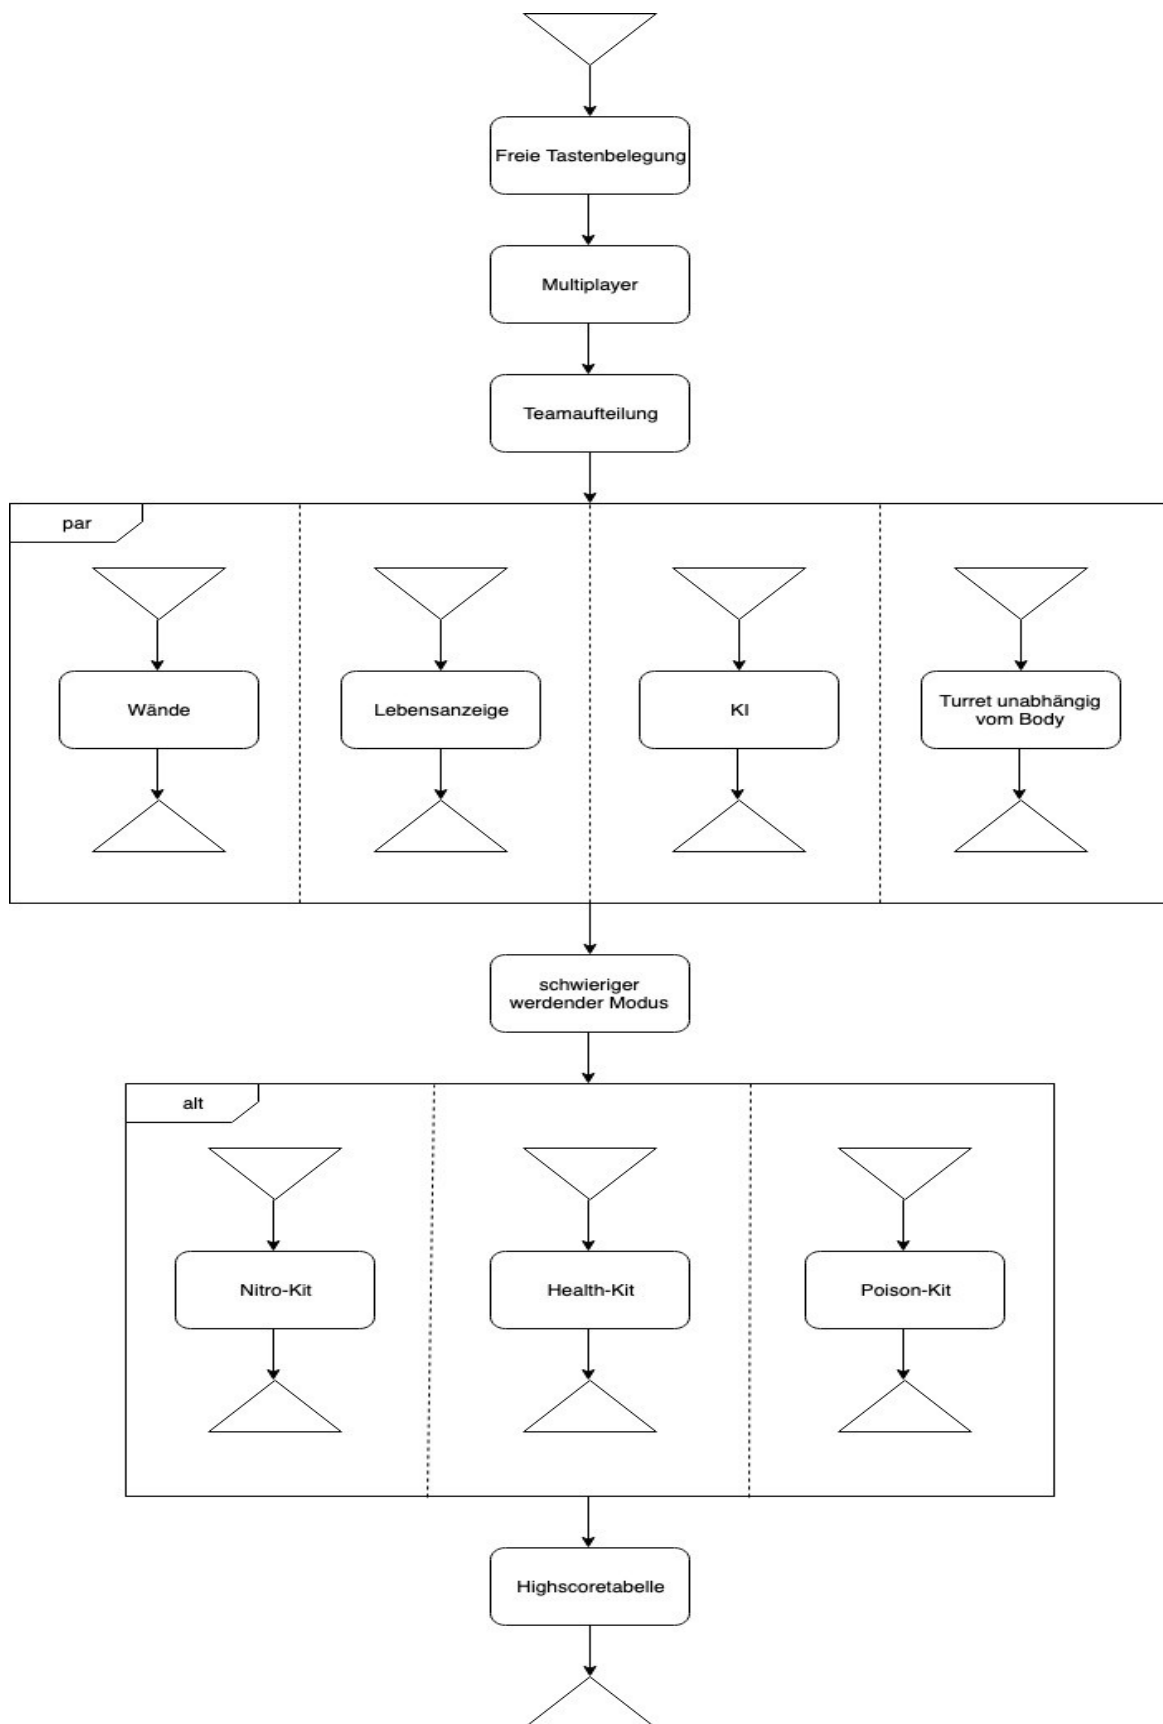 Freie Tastenbelegung
Multiplayer
Teamaufteilung
par
Wände
Lebensanzeige
KI
Turret unabhängig
vom Body
schwieriger
werdender Modus
alt
Nitro-Kit
Health-Kit
Poison-Kit
Highscoretabelle